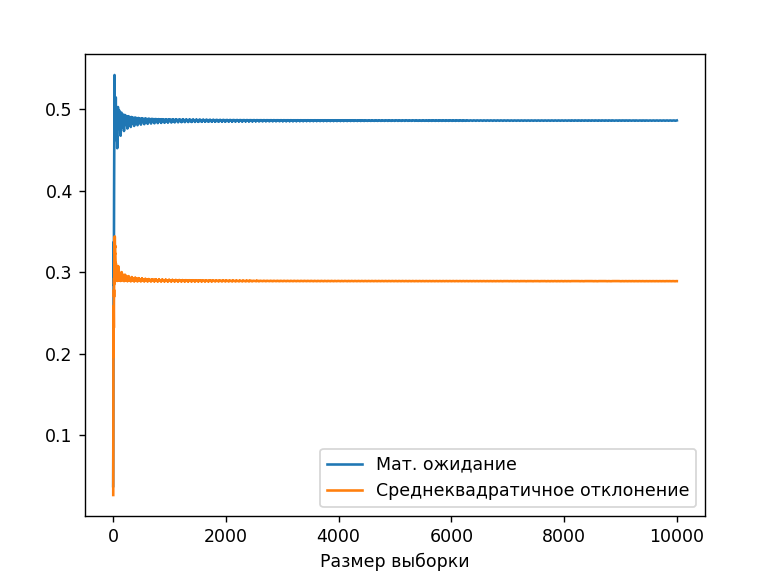 0.5
0.4
0.3
0.2
0.1
Мат. ожидание
Среднеквадратичное отклонение
0 2000 4000 6000 8000 10000
Размер выборки